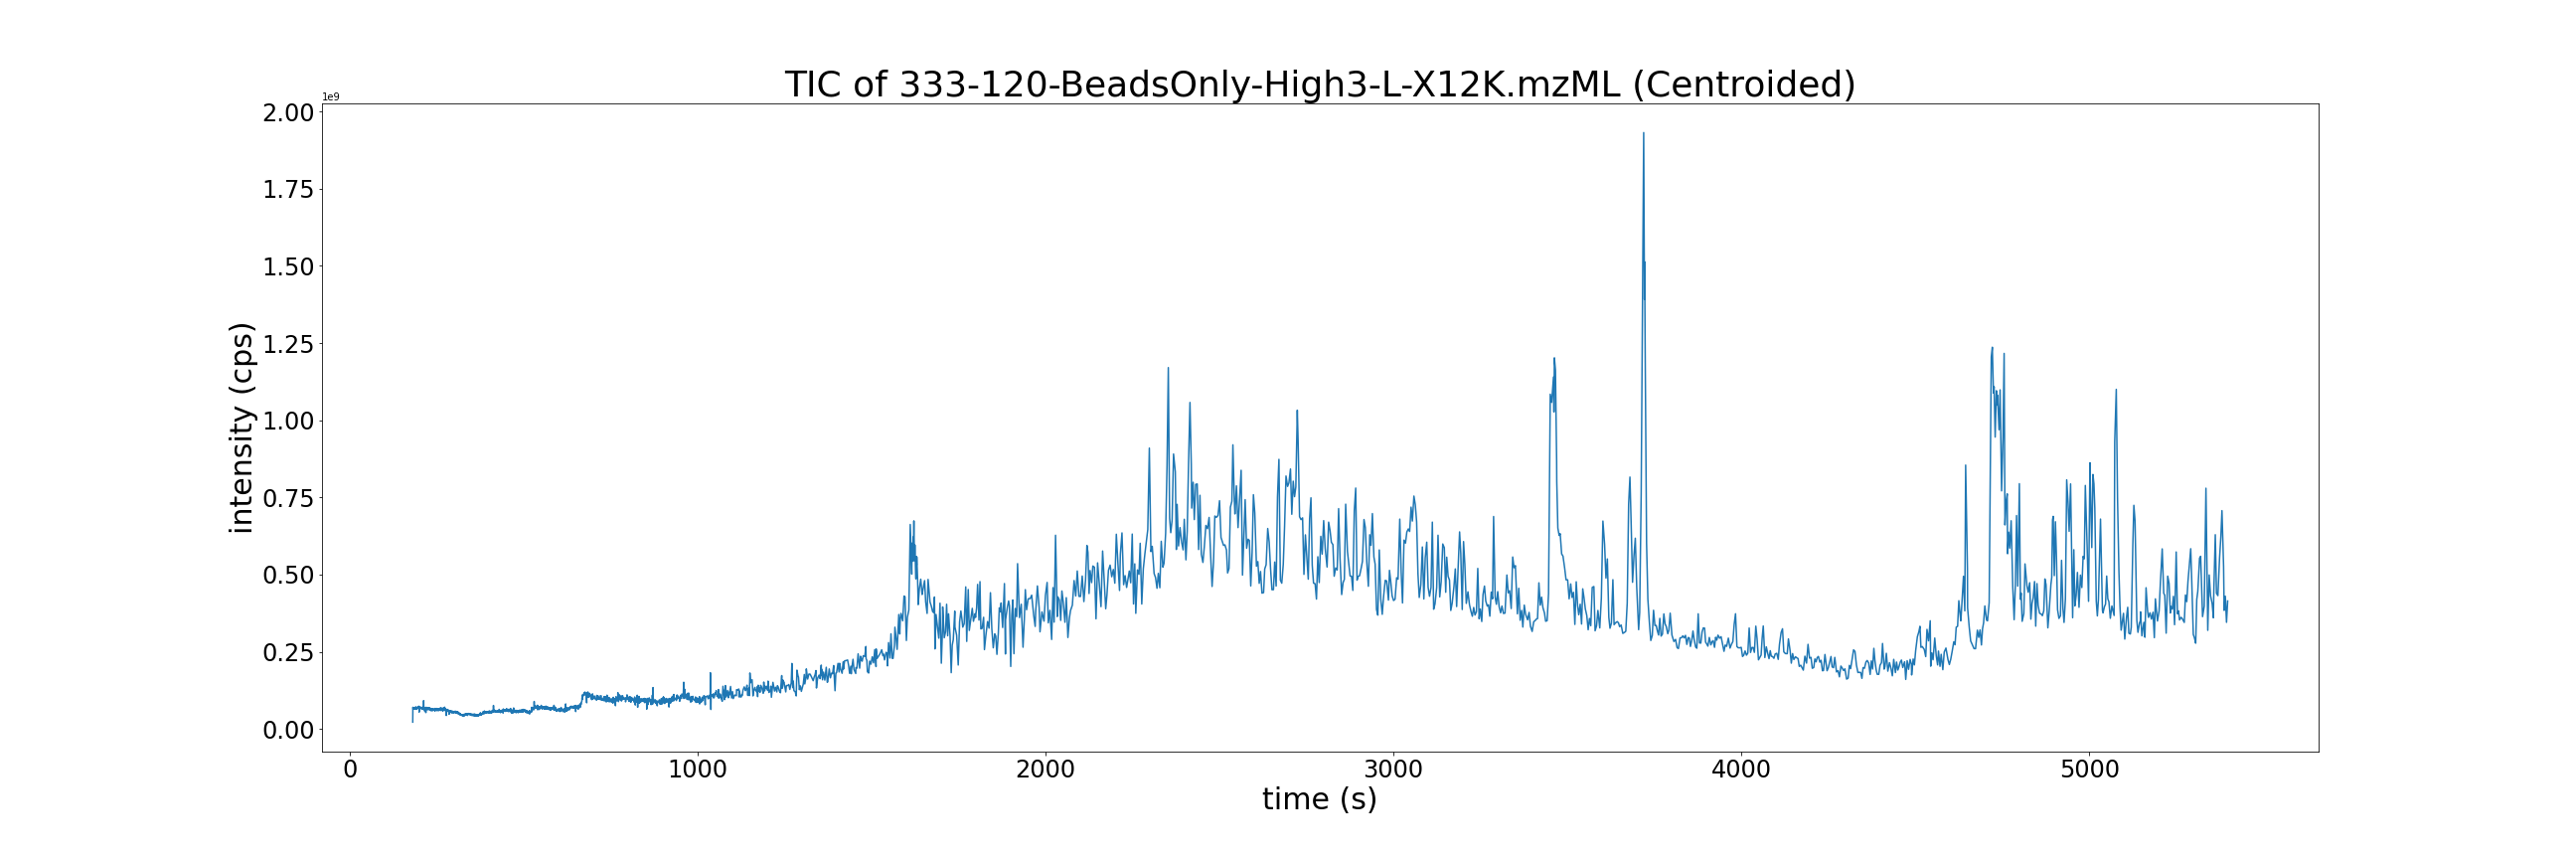 TIC of 333-120-BeadsOnly-High3-L-X12K.mzML (Centroided)
1e9
2.00
1.75
1.50
1.25
1.00
0.75
0.50
0.25
0.00
intensity (cps)
0 1000 2000 3000 4000 5000
time (s)